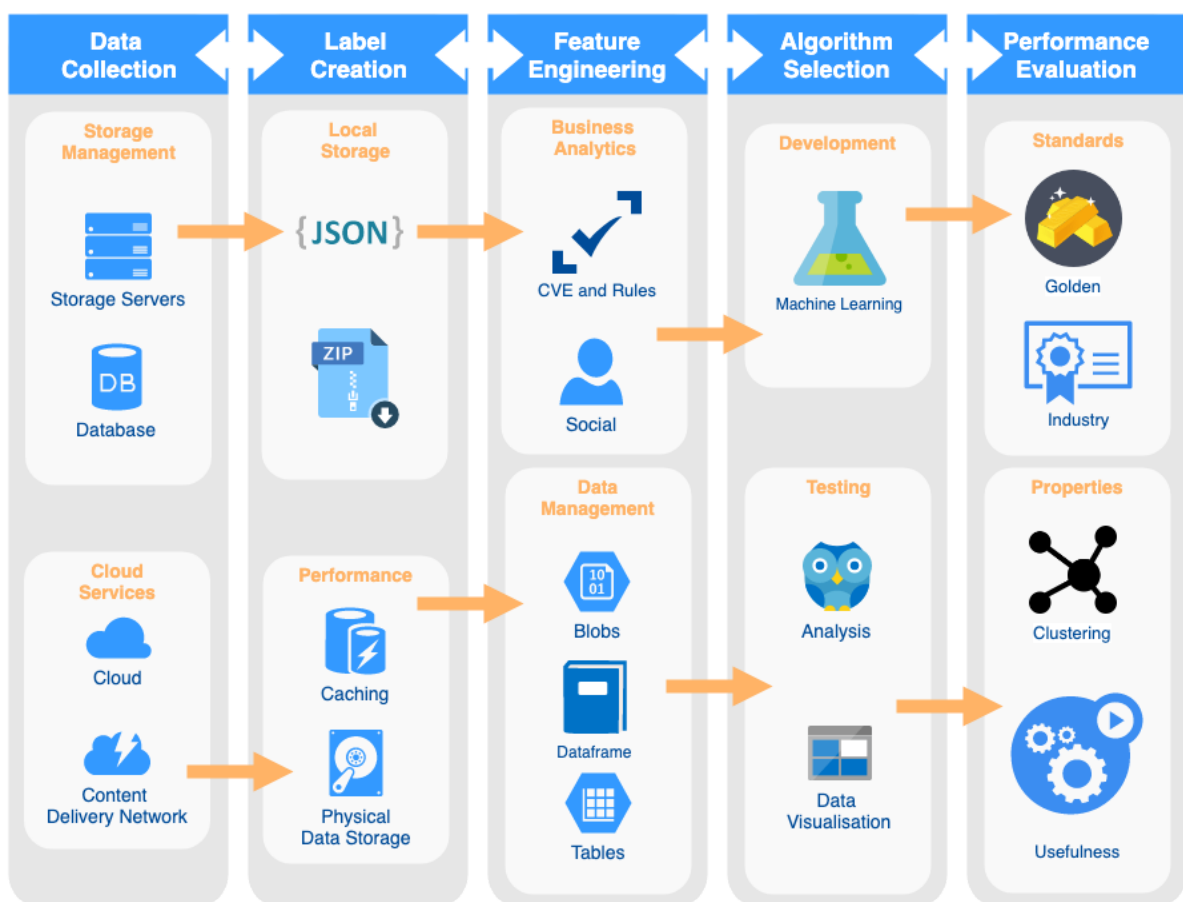 Data
Collection
Label
Creation
Feature
Engineering
Algorithm
Selection
Performance
Evaluation
Storage
Management
Storage Servers
DB
Database
Cloud
Services
Cloud
Content
Delivery Network
Local
Storage
{JSON}
ZIP
Performance
Caching
Physical
Data Storage
Business
Analytics
CVE and Rules
Social
Data
Management
10
01
Blobs
Dataframe
Tables
Development
Machine Learning
Testing
Analysis
Data
Visualisation
Standards
Golden
Industry
Properties
Clustering
Usefulness